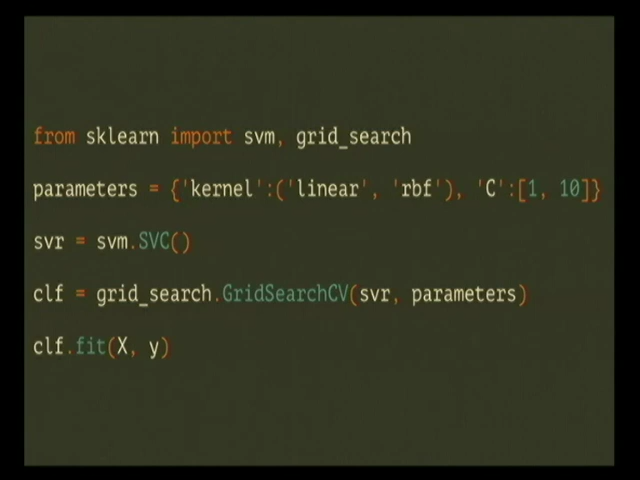 from sklearn import svm, grid_search
parameters = {'kernel':('linear', 'rbf'), 'C':[1, 10]}
svr = svm.SVC()
clf = grid_search.GridSearchCV(svr, parameters)
clf.fit(X, y)